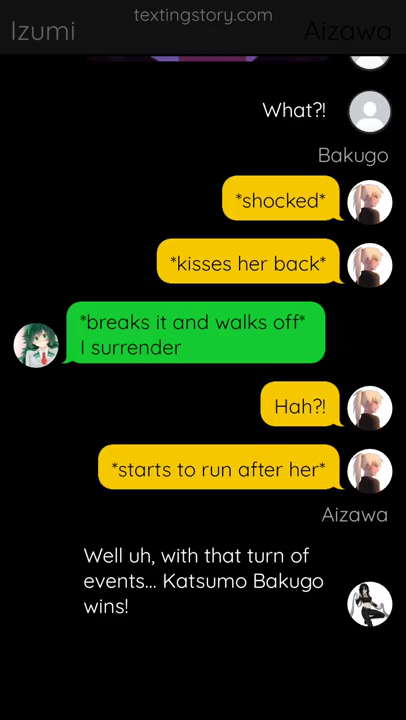 textingstory.com
Izumi
Aizawa
What?!
Bakugo
*shocked*
*kisses her back*
*breaks it and walks off*
I surrender
Hah?!
*starts to run after her*
Aizawa
Well uh, with that turn of
events... Katsumo Bakugo
wins!